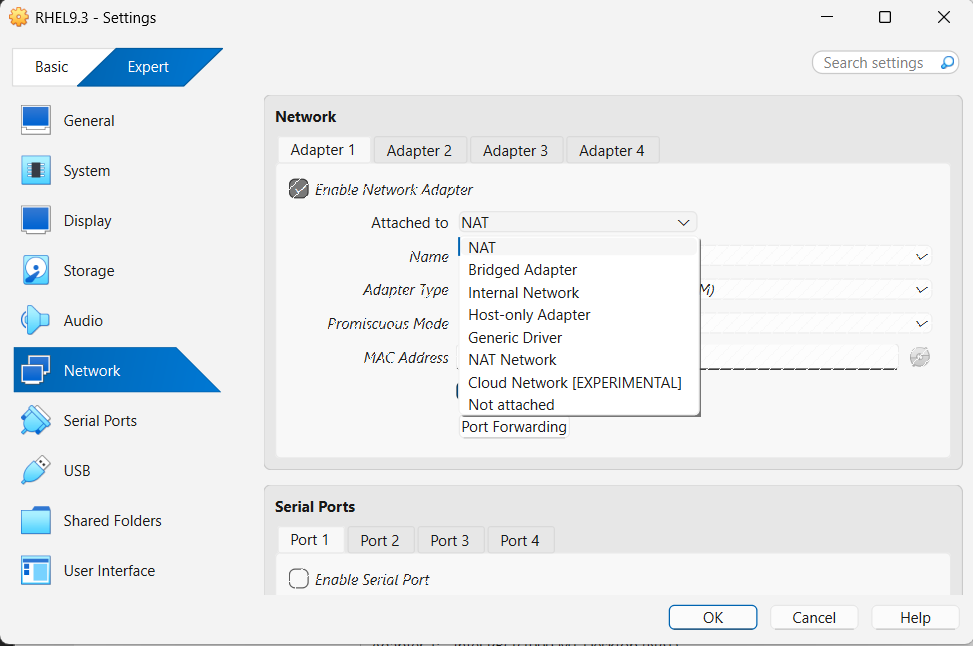 RHEL9.3 - Settings
Basic Expert
Search settings
General
System
Display
Storage
Audio
Network
Serial Ports
USB
Shared Folders
User Interface
Network
Adapter 1 Adapter 2 Adapter 3 Adapter 4
Enable Network Adapter
Attached to NAT
NAT
Bridged Adapter
Internal Network
Host-only Adapter
Generic Driver
NAT Network
Cloud Network [EXPERIMENTAL]
Not attached
Name
Adapter Type M)
Promiscuous Mode
MAC Address
Port Forwarding
Serial Ports
Port 1 Port 2 Port 3 Port 4
Enable Serial Port
OK Cancel Help